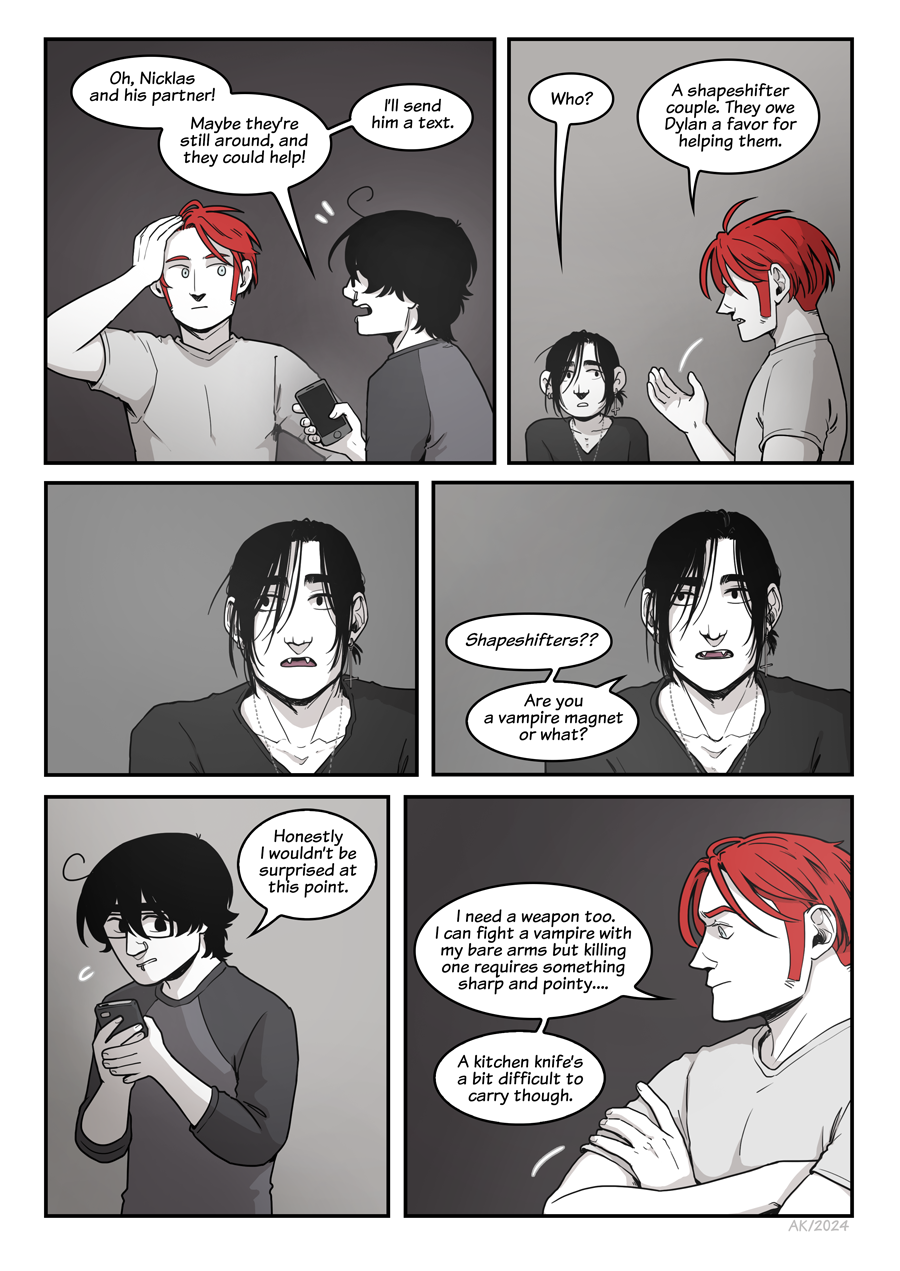 Oh, Nicklas
and his partner!
Maybe they're
still around, and
they could help!
I'll send
him a text.
Who?
A shapeshifter
couple. They owe
Dylan a favor for
helping them.
Shapeshifters??
Are you
a vampire magnet
or what?
Honestly
I wouldn't be
surprised at
this point.
I need a weapon too.
I can fight a vampire with
my bare arms but killing
one requires something
sharp and pointy....
A kitchen knife's
a bit difficult to
carry though.
AK/2024